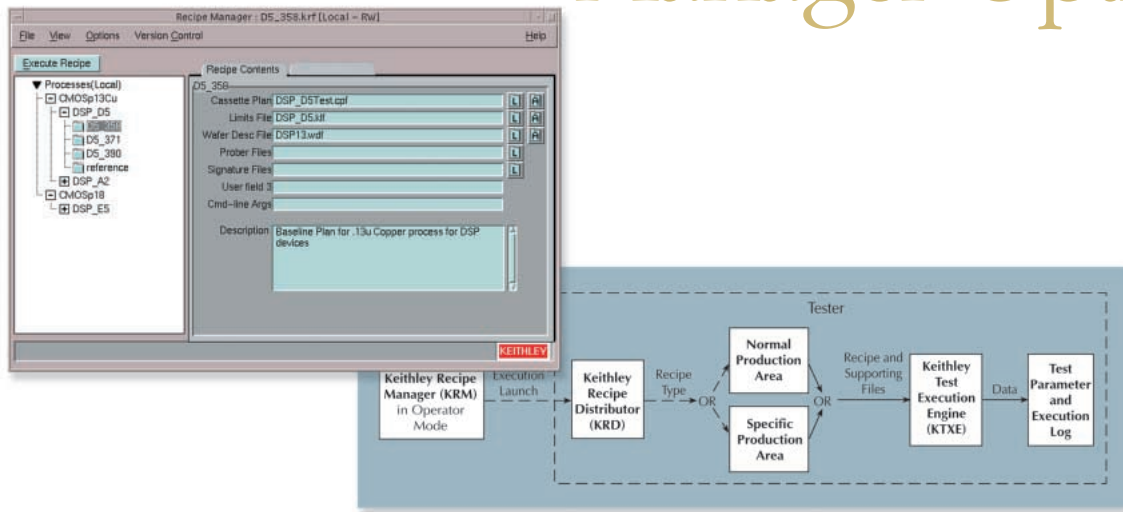 Recipe Manager : D5_358.krf [Local - RW]
File View Options Version Control Help
Execute Recipe
Processes(Local)
CMOSp13Cu
DSP_D5
D5_371
D5_390
reference
DSP_A2
CMOSp18
DSP_E5
Recipe Contents
D5_358
Cassette Plan DSP_D5Test.cpf L A
Limits File DSP_D5.klf L A
Wafer Desc File DSP13.wdf L A
Prober Files L
Signature Files L
User field 3
Cmd-line Args
Description Baseline Plan for .13u Copper process for DSP
devices
KEITHLEY
Tester
Keithley Recipe
Manager (KRM)
in Operator
Mode
Execution
Launch
Keithley
Recipe
Distributor
(KRD)
Recipe
Type
OR
Normal
Production
Area
Specific
Production
Area
OR
Recipe and
Supporting
Files
Keithley
Test
Execution
Engine
(KTXE)
Data
Test
Parameter
and
Execution
Log